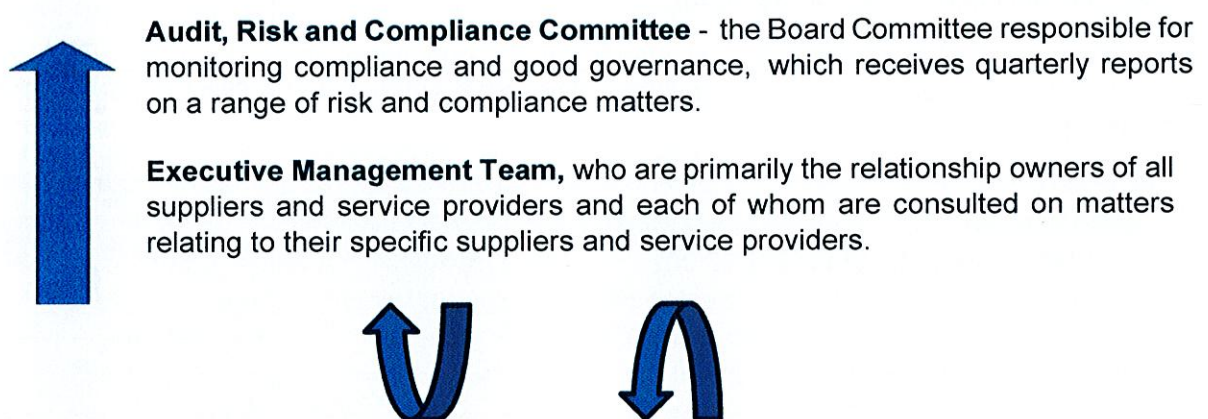 Audit, Risk and Compliance Committee - the Board Committee responsible for
monitoring compliance and good governance, which receives quarterly reports
on a range of risk and compliance matters.
Executive Management Team, who are primarily the relationship owners of all
suppliers and service providers and each of whom are consulted on matters
relating to their specific suppliers and service providers.